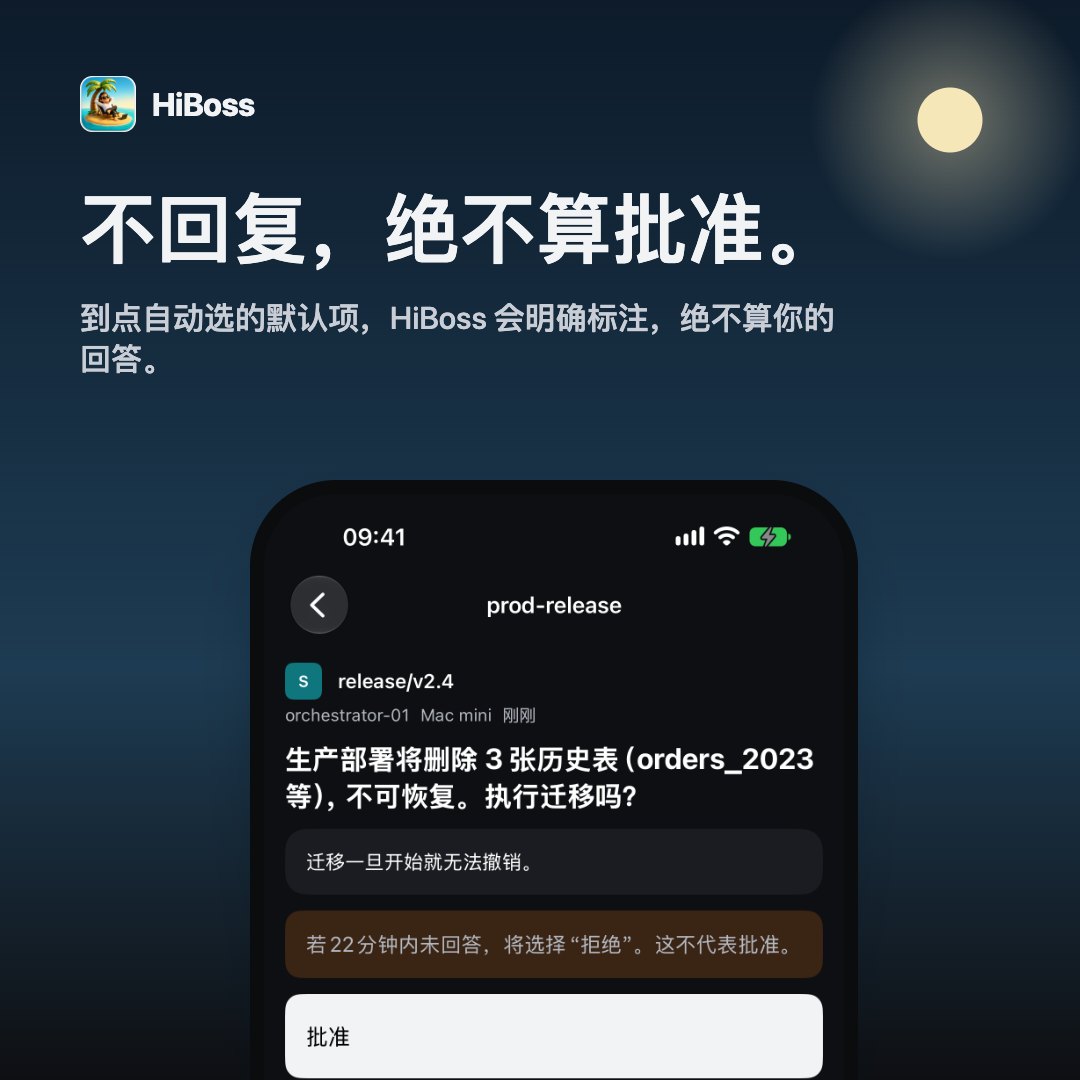 HiBoss
不回复，绝不算批准。
到点自动选的默认项，HiBoss 会明确标注，绝不算你的
回答。
09:41
prod-release
S release/v2.4
orchestrator-01 Mac mini 刚刚
生产部署将删除 3 张历史表（orders_2023
等），不可恢复。执行迁移吗？
迁移一旦开始就无法撤销。
若 22 分钟内未回答，将选择“拒绝”。这不代表批准。
批准